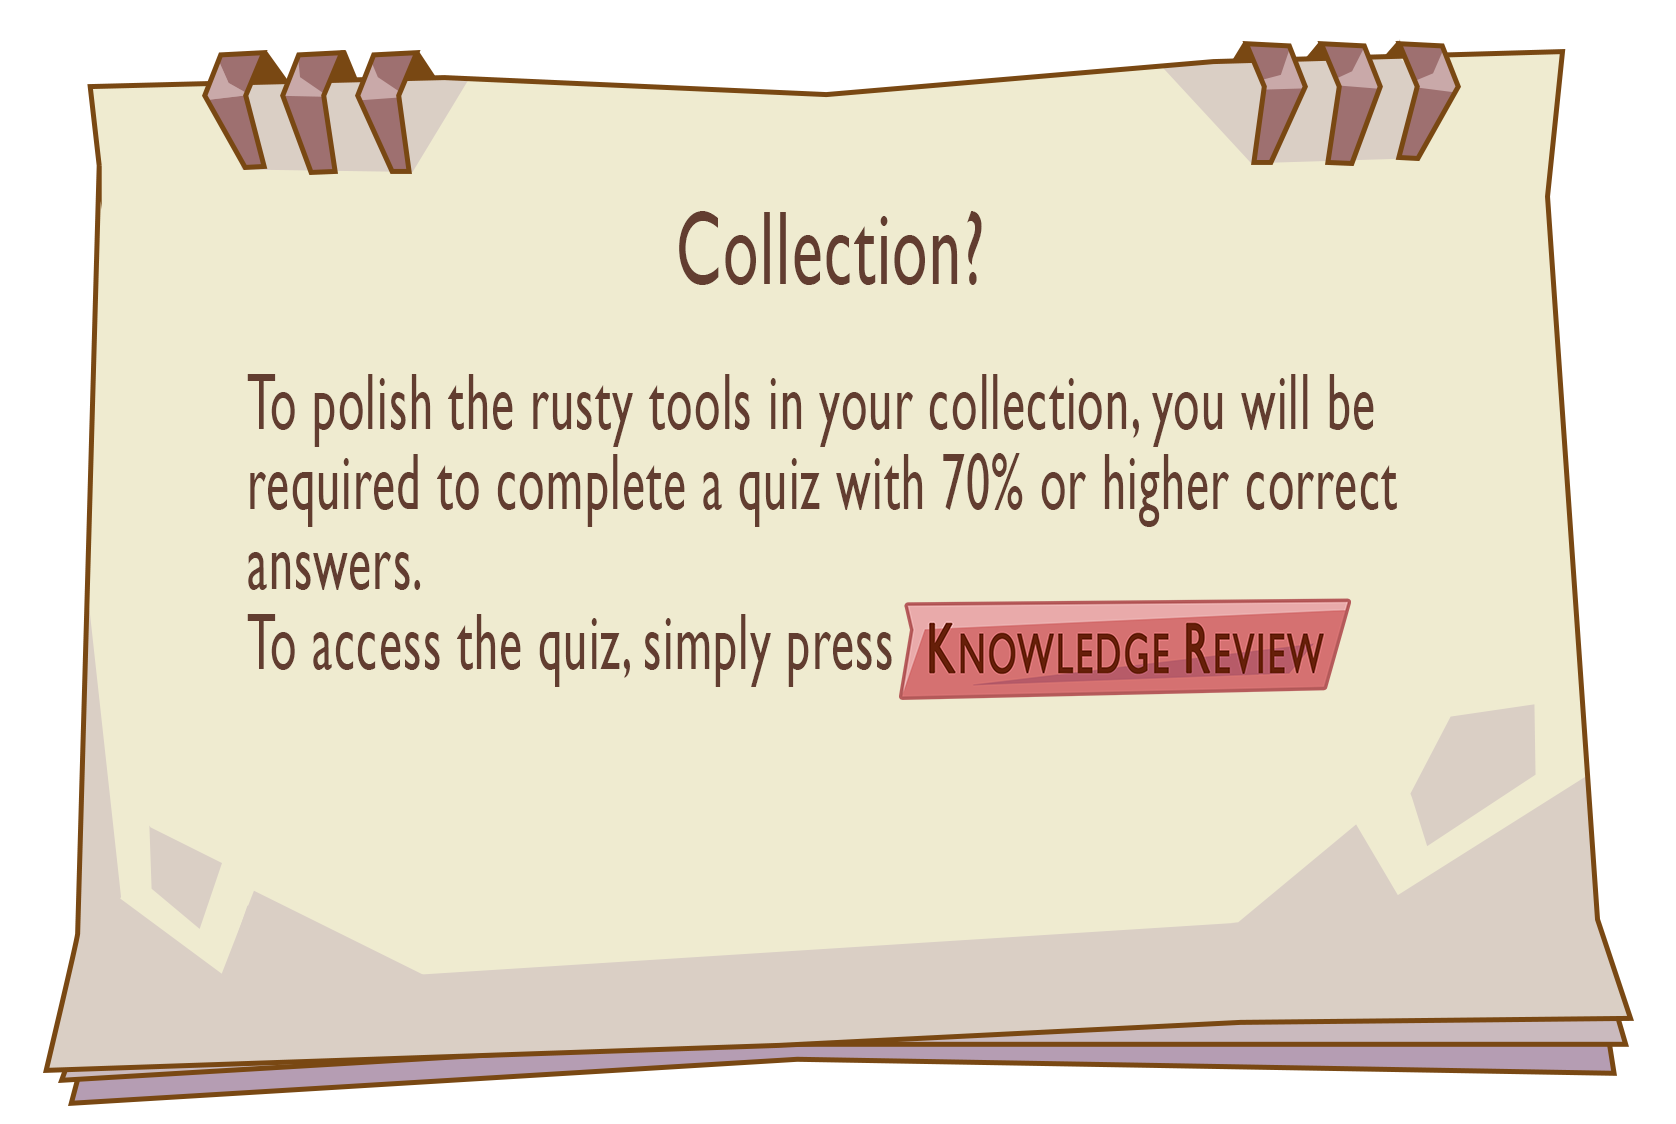 Collection?
To polish the rusty tools in your collection, you will be
required to complete a quiz with 70% or higher correct
answers.
To access the quiz, simply press KNOWLEDGE REVIEW